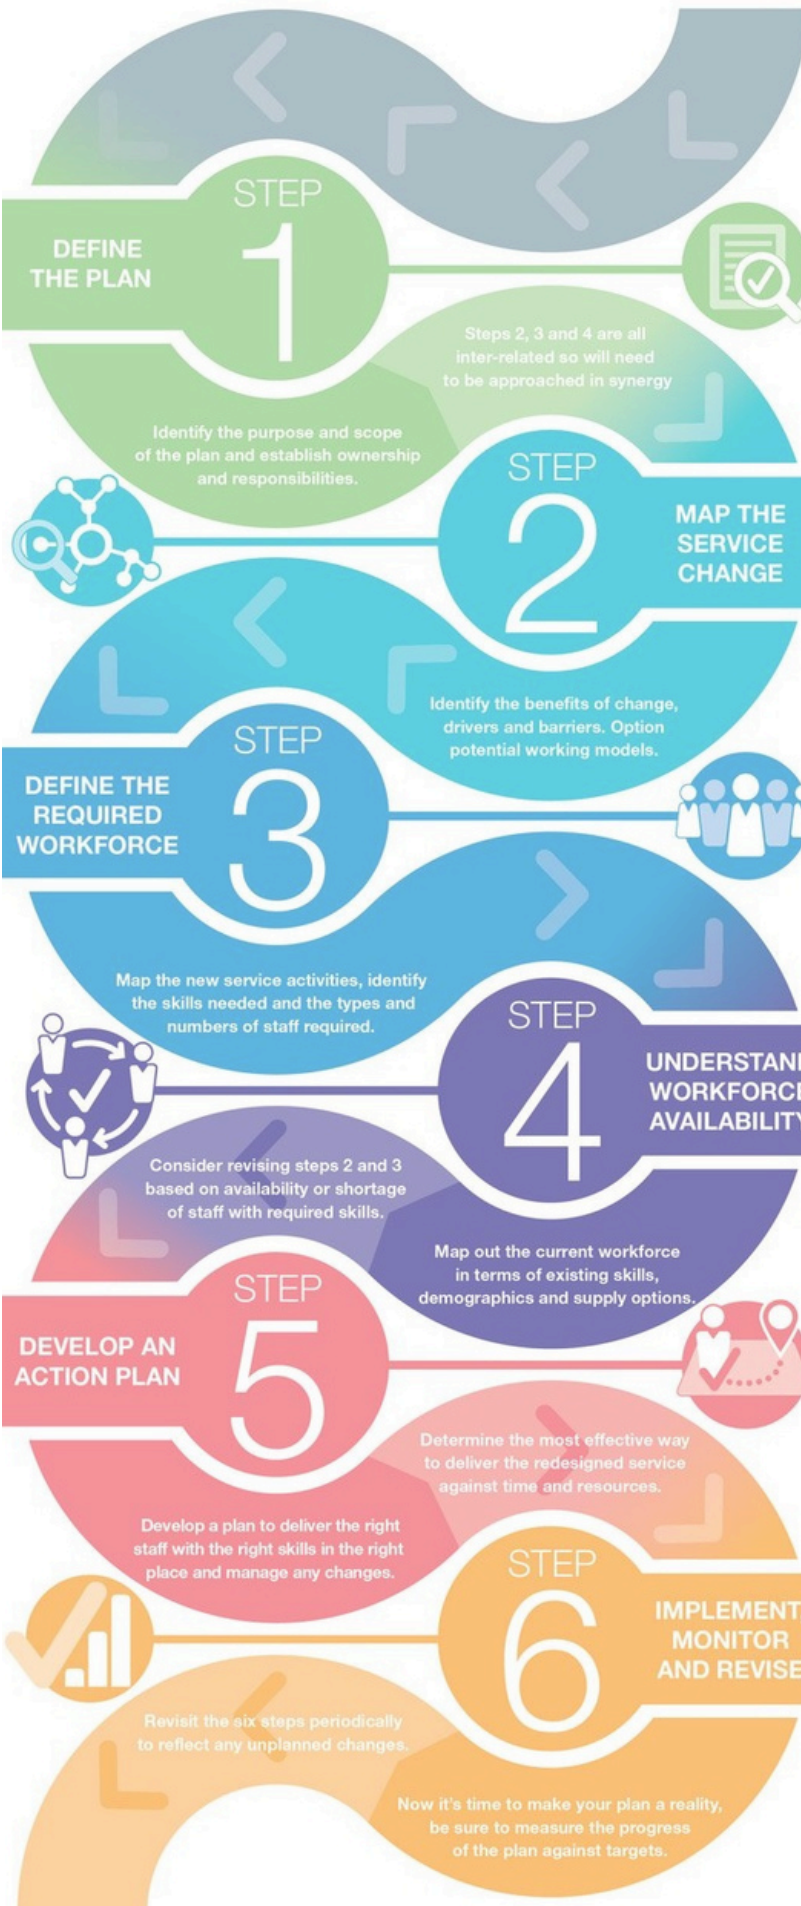 STEP
1
DEFINE
THE PLAN
Identify the purpose and scope
of the plan and establish ownership
and responsibilities.
Steps 2, 3 and 4 are all
inter-related so will need
to be approached in synergy
STEP
2
MAP THE
SERVICE
CHANGE
Identify the benefits of change,
drivers and barriers. Option
potential working models.
STEP
3
DEFINE THE
REQUIRED
WORKFORCE
Map the new service activities, identify
the skills needed and the types and
numbers of staff required.
STEP
4
UNDERSTAN
WORKFORCE
AVAILABILITY
Map out the current workforce
in terms of existing skills,
demographics and supply options.
Consider revising steps 2 and 3
based on availability or shortage
of staff with required skills.
STEP
5
DEVELOP AN
ACTION PLAN
Develop a plan to deliver the right
staff with the right skills in the right
place and manage any changes.
Determine the most effective way
to deliver the redesigned service
against time and resources.
STEP
6
IMPLEMENT
MONITOR
AND REVISE
Now it's time to make your plan a reality,
be sure to measure the progress
of the plan against targets.
Revisit the six steps periodically
to reflect any unplanned changes.